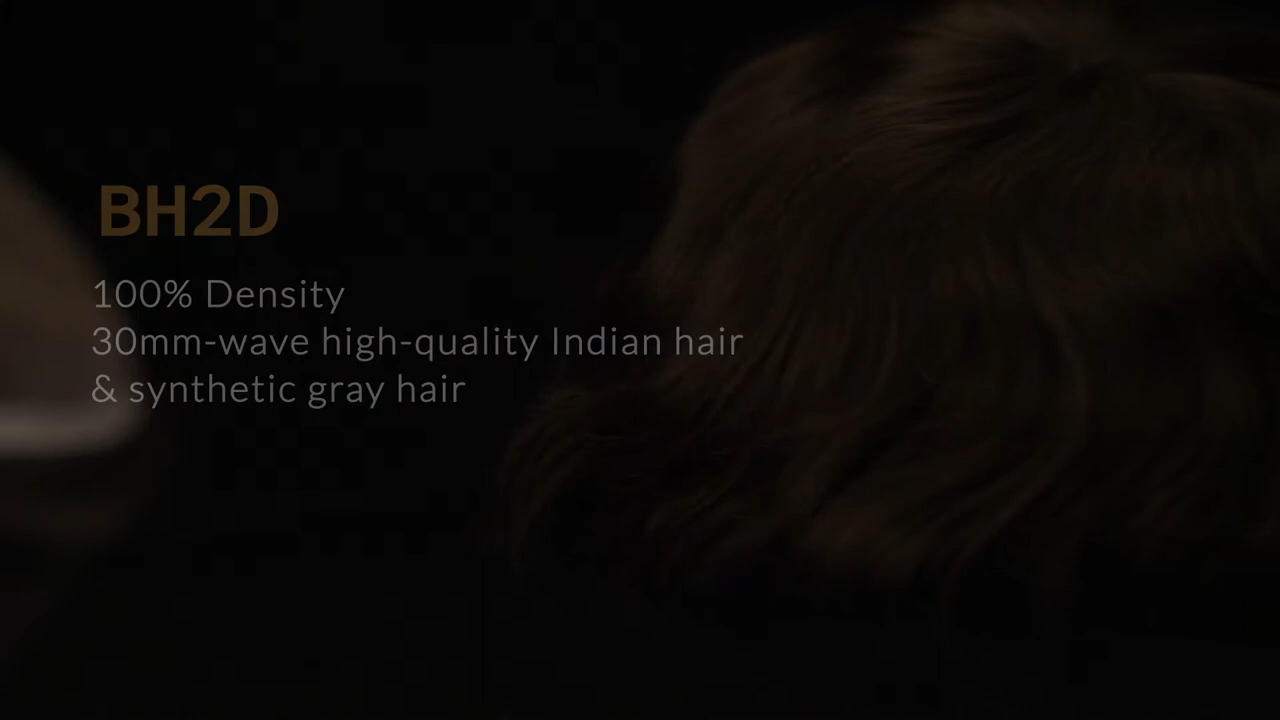 BH2D
100% Density
30mm-wave high-quality Indian hair
& synthetic gray hair